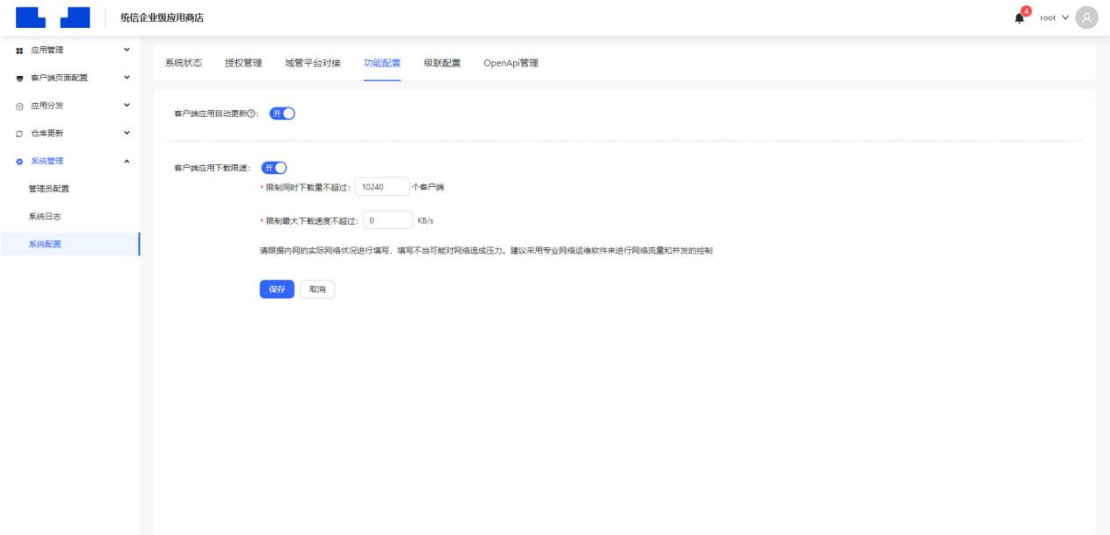 统信企业级应用商店
4
root
应用管理
客户端页面配置
应用分发
仓库更新
系统管理
管理员配置
系统日志
系统配置
系统状态 授权管理 域管平台对接 功能配置 级联配置 OpenApi管理
客户端应用自动更新?: 开
客户端应用下载限速: 开
* 限制同时下载量不超过: 10240 个客户端
* 限制最大下载速度不超过: 0 KB/s
请跟据内网的实际网络状况进行填写，填写不当可能对网络造成压力。建议采用专业网络运维软件来进行网络流量和并发的控制
保存 取消